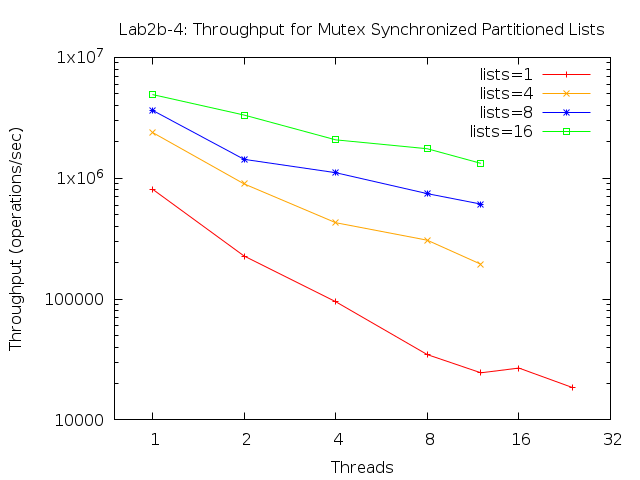 Lab2b-4: Throughput for Mutex Synchronized Partitioned Lists
1x10^7
1x10^6
100000
10000
Throughput (operations/sec)
lists=1
lists=4
lists=8
lists=16
1 2 4 8 16 32
Threads